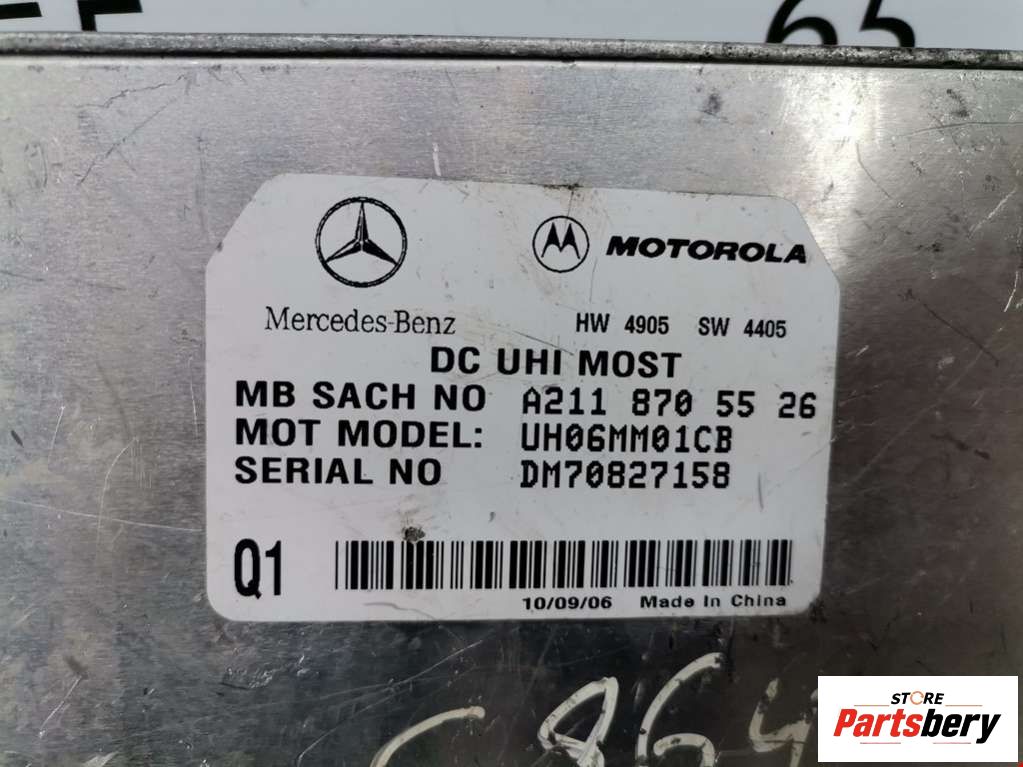 65
MOTOROLA
Mercedes-Benz
HW 4905 SW 4405
DC UHI MOST
MB SACH NO A211 870 55 26
MOT MODEL: UH06MM01CB
SERIAL NO DM70827158
Q1
10/09/06 Made In China
STORE
Partsbery